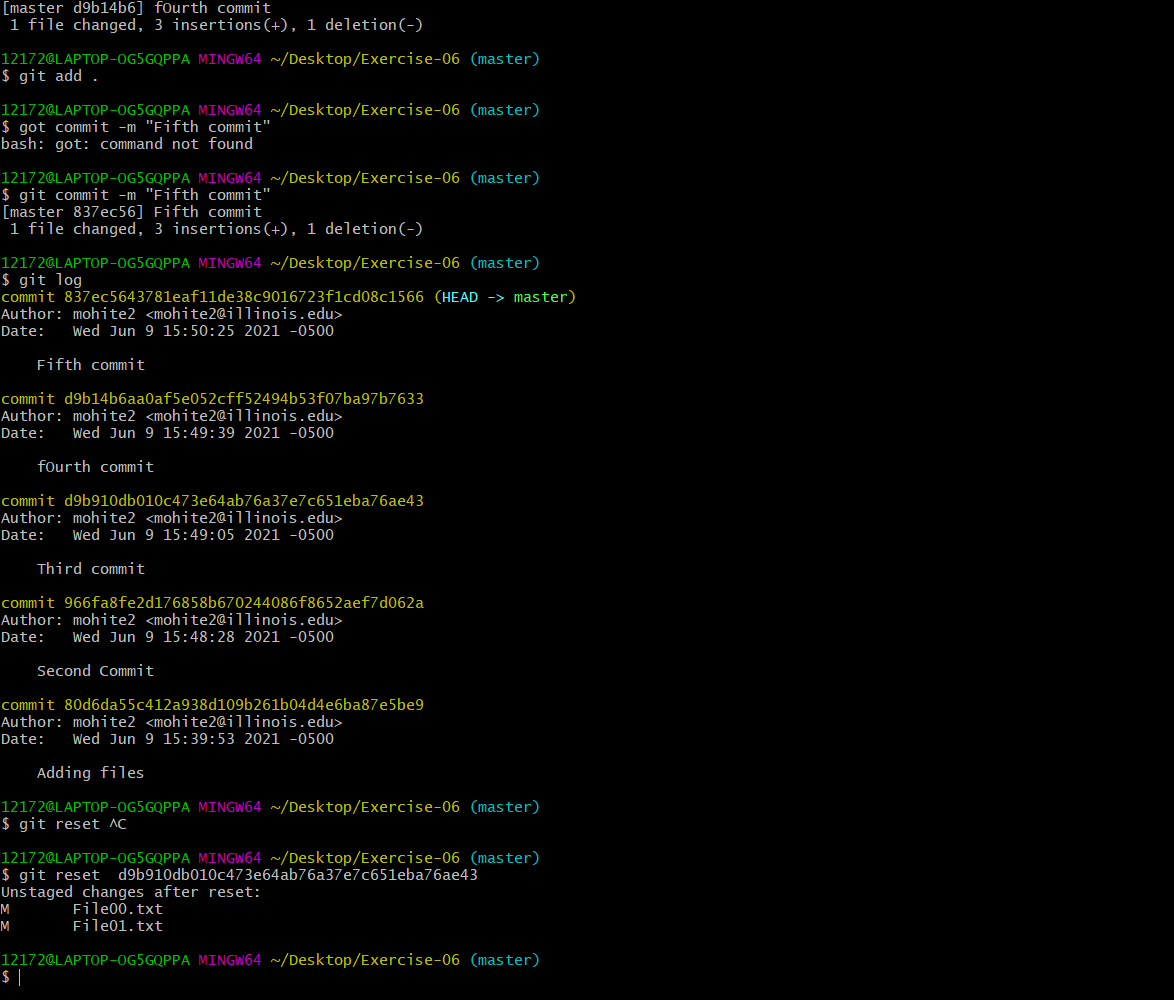 [master d9b14b6] fOurth commit
 1 file changed, 3 insertions(+), 1 deletion(-)
12172@LAPTOP-OG5GQPPA MINGW64 ~/Desktop/Exercise-06 (master)
$ git add .
12172@LAPTOP-OG5GQPPA MINGW64 ~/Desktop/Exercise-06 (master)
$ got commit -m "Fifth commit"
bash: got: command not found
12172@LAPTOP-OG5GQPPA MINGW64 ~/Desktop/Exercise-06 (master)
$ git commit -m "Fifth commit"
[master 837ec56] Fifth commit
 1 file changed, 3 insertions(+), 1 deletion(-)
12172@LAPTOP-OG5GQPPA MINGW64 ~/Desktop/Exercise-06 (master)
$ git log
commit 837ec5643781eaf11de38c9016723f1cd08c1566 (HEAD -> master)
Author: mohite2 <mohite2@illinois.edu>
Date:   Wed Jun 9 15:50:25 2021 -0500
    Fifth commit
commit d9b14b6aa0af5e052cff52494b53f07ba97b7633
Author: mohite2 <mohite2@illinois.edu>
Date:   Wed Jun 9 15:49:39 2021 -0500
    fOurth commit
commit d9b910db010c473e64ab76a37e7c651eba76ae43
Author: mohite2 <mohite2@illinois.edu>
Date:   Wed Jun 9 15:49:05 2021 -0500
    Third commit
commit 966fa8fe2d176858b670244086f8652aef7d062a
Author: mohite2 <mohite2@illinois.edu>
Date:   Wed Jun 9 15:48:28 2021 -0500
    Second Commit
commit 80d6da55c412a938d109b261b04d4e6ba87e5be9
Author: mohite2 <mohite2@illinois.edu>
Date:   Wed Jun 9 15:39:53 2021 -0500
    Adding files
12172@LAPTOP-OG5GQPPA MINGW64 ~/Desktop/Exercise-06 (master)
$ git reset ^C
12172@LAPTOP-OG5GQPPA MINGW64 ~/Desktop/Exercise-06 (master)
$ git reset  d9b910db010c473e64ab76a37e7c651eba76ae43
Unstaged changes after reset:
M       File00.txt
M       File01.txt
12172@LAPTOP-OG5GQPPA MINGW64 ~/Desktop/Exercise-06 (master)
$